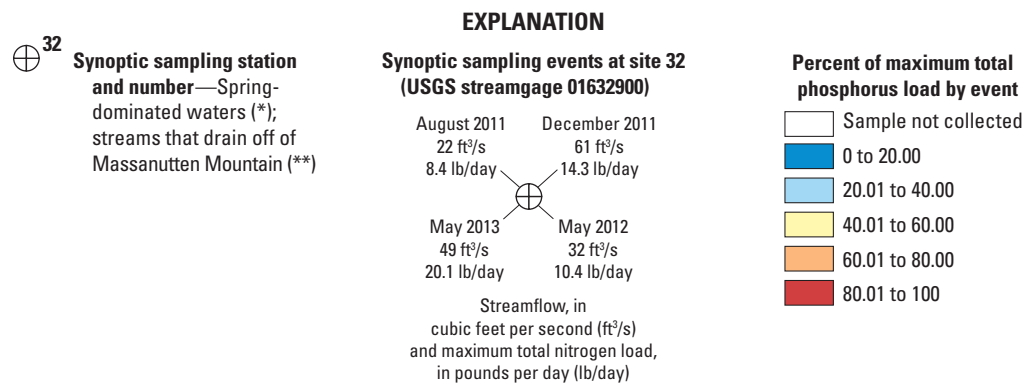 EXPLANATION
32
Synoptic sampling station
and number—Spring-
dominated waters (*);
streams that drain off of
Massanutten Mountain (**)
Synoptic sampling events at site 32
(USGS streamgage 01632900)
August 2011
22 ft³/s
8.4 lb/day
December 2011
61 ft³/s
14.3 lb/day
May 2013
49 ft³/s
20.1 lb/day
May 2012
32 ft³/s
10.4 lb/day
Streamflow, in
cubic feet per second (ft³/s)
and maximum total nitrogen load,
in pounds per day (lb/day)
Percent of maximum total
phosphorus load by event
Sample not collected
0 to 20.00
20.01 to 40.00
40.01 to 60.00
60.01 to 80.00
80.01 to 100